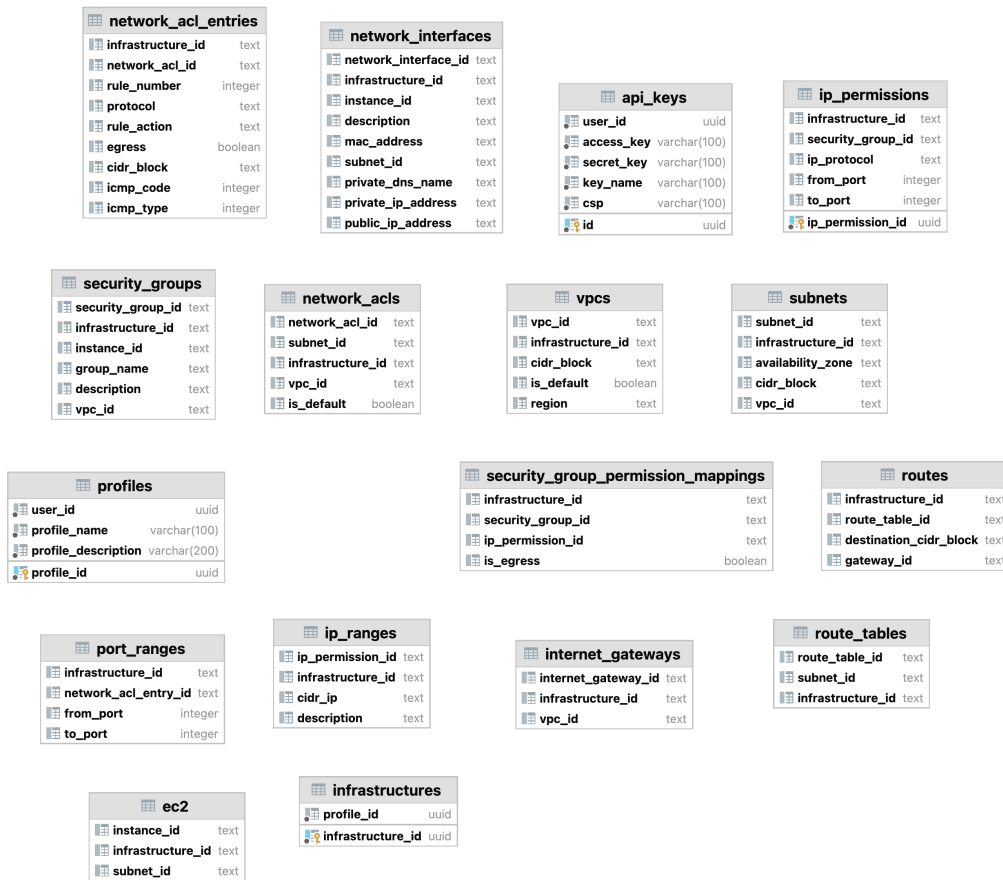 network_acl_entries
infrastructure_id text
network_acl_id text
rule_number integer
protocol text
rule_action text
egress boolean
cidr_block text
icmp_code integer
icmp_type integer
network_interfaces
network_interface_id text
infrastructure_id text
instance_id text
description text
mac_address text
subnet_id text
private_dns_name text
private_ip_address text
public_ip_address text
api_keys
user_id uuid
access_key varchar(100)
secret_key varchar(100)
key_name varchar(100)
csp varchar(100)
id uuid
ip_permissions
infrastructure_id text
security_group_id text
ip_protocol text
from_port integer
to_port integer
ip_permission_id uuid
security_groups
security_group_id text
infrastructure_id text
instance_id text
group_name text
description text
vpc_id text
network_acls
network_acl_id text
subnet_id text
infrastructure_id text
vpc_id text
is_default boolean
vpcs
vpc_id text
infrastructure_id text
cidr_block text
is_default boolean
region text
subnets
subnet_id text
infrastructure_id text
availability_zone text
cidr_block text
vpc_id text
profiles
user_id uuid
profile_name varchar(100)
profile_description varchar(200)
profile_id uuid
security_group_permission_mappings
infrastructure_id text
security_group_id text
ip_permission_id text
is_egress boolean
routes
infrastructure_id text
route_table_id text
destination_cidr_block text
gateway_id text
port_ranges
infrastructure_id text
network_acl_entry_id text
from_port integer
to_port integer
ip_ranges
ip_permission_id text
infrastructure_id text
cidr_ip text
description text
internet_gateways
internet_gateway_id text
infrastructure_id text
vpc_id text
route_tables
route_table_id text
subnet_id text
infrastructure_id text
ec2
instance_id text
infrastructure_id text
subnet_id text
infrastructures
profile_id uuid
infrastructure_id uuid